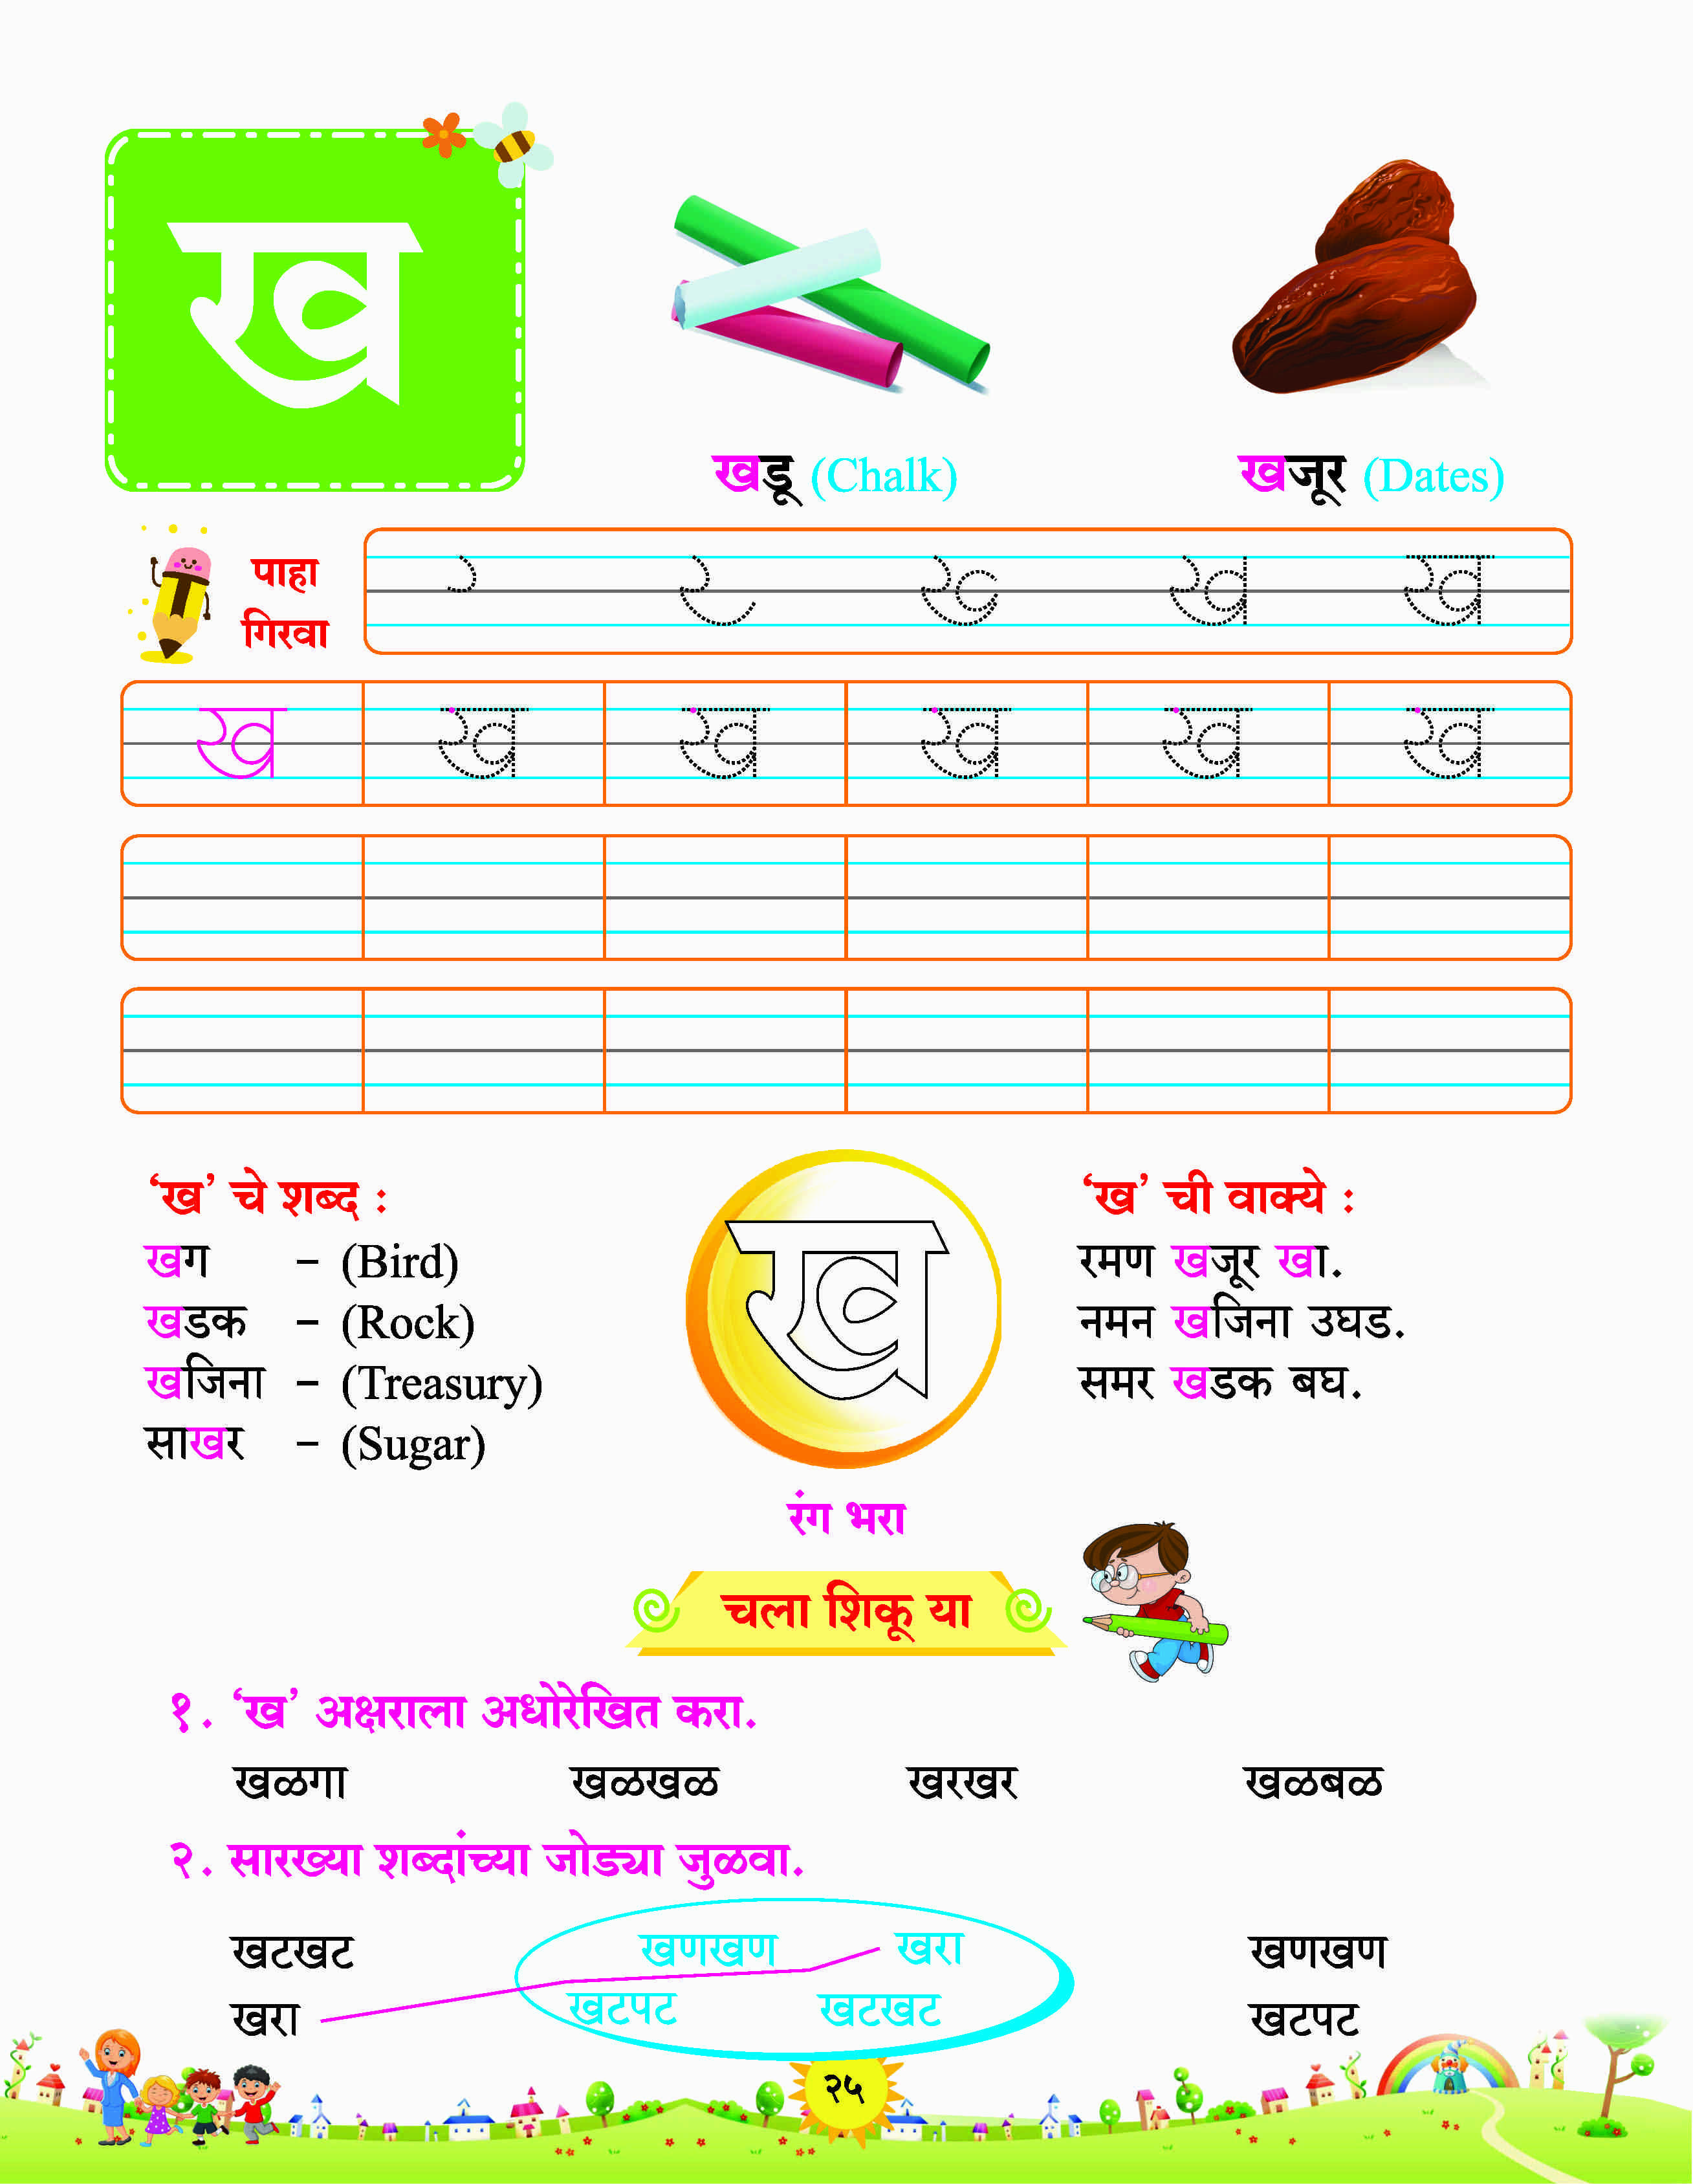 ख
खडू (Chalk) खजूर (Dates)
पाहा
गिरवा
ख
ख ख ख ख ख ख
‘ख’ चे शब्द :
खग – (Bird)
खडक – (Rock)
खजिना – (Treasury)
साखर – (Sugar)
ख
रंग भरा
‘ख’ ची वाक्ये :
रमण खजूर खा.
नमन खजिना उघड.
समर खडक बघ.
चला शिकू या
१. ‘ख’ अक्षराला अधोरेखित करा.
खळगा खळखळ खरखर खळबळ
२. सारख्या शब्दांच्या जोड्या जुळवा.
खटखट खणखण खरा खणखण
खरा खटपट खटखट खटपट
२५